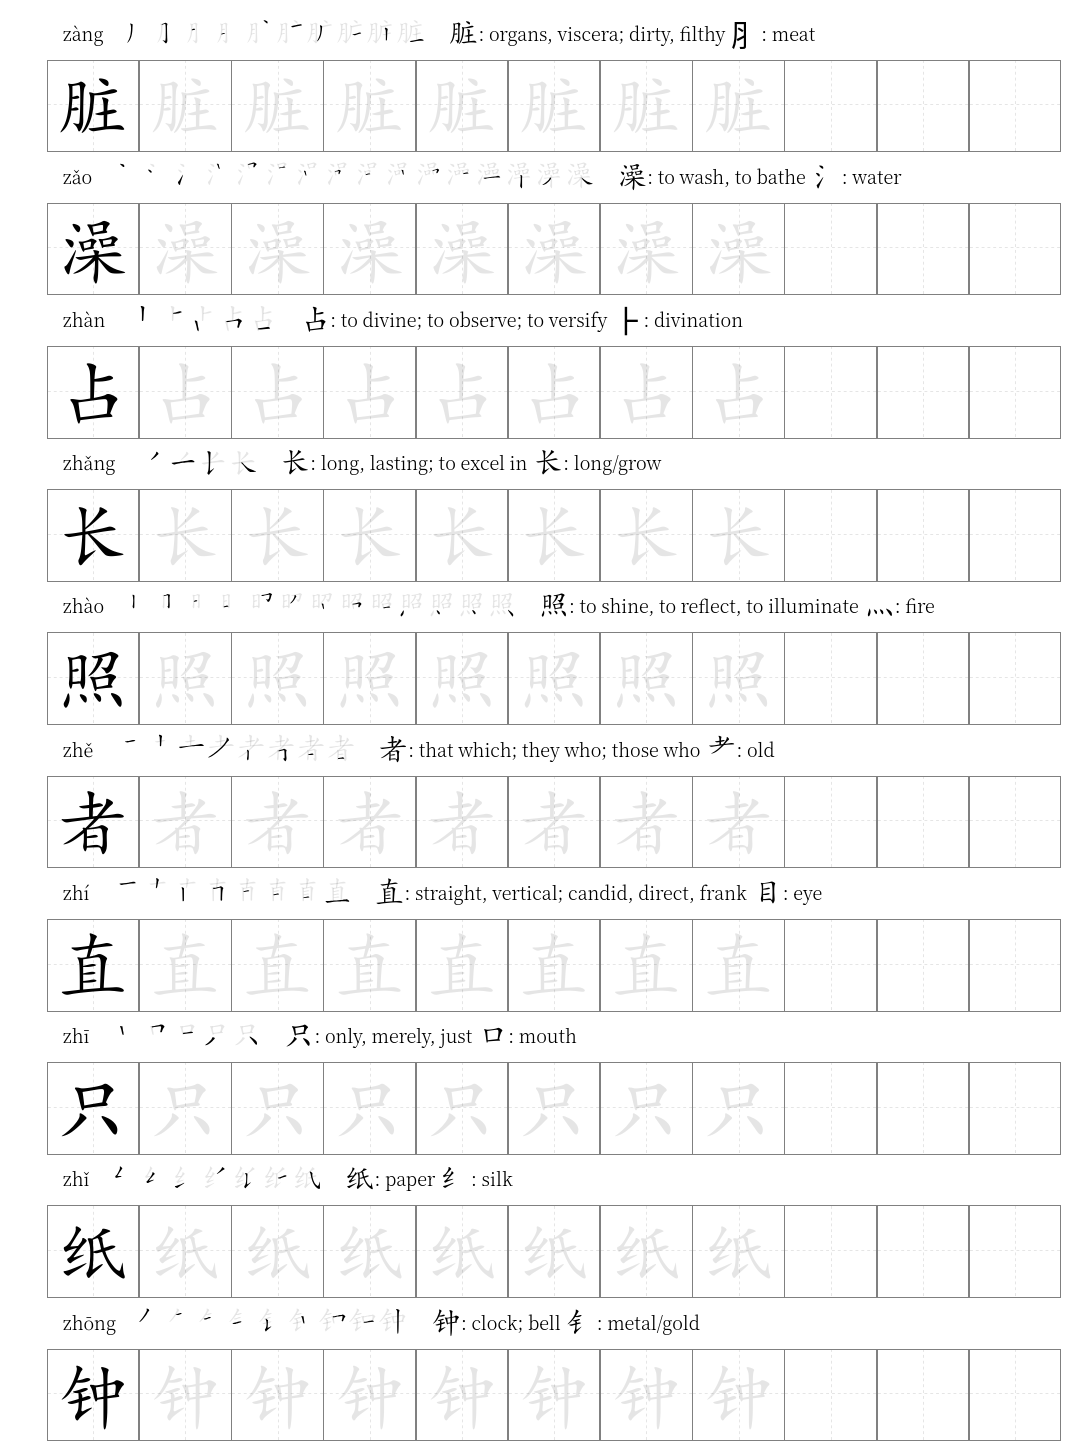 zàng 脏: organs, viscera; dirty, filthy ⺼: meat
脏 脏 脏 脏 脏 脏 脏 脏
zǎo 澡: to wash, to bathe 氵: water
澡 澡 澡 澡 澡 澡 澡 澡
zhàn 占: to divine; to observe; to versify ⺊: divination
占 占 占 占 占 占 占 占
zhǎng 长: long, lasting; to excel in 长: long/grow
长 长 长 长 长 长 长 长
zhào 照: to shine, to reflect, to illuminate 灬: fire
照 照 照 照 照 照 照 照
zhě 者: that which; they who; those who 耂: old
者 者 者 者 者 者 者 者
zhí 直: straight, vertical; candid, direct, frank 目: eye
直 直 直 直 直 直 直 直
zhī 只: only, merely, just 口: mouth
只 只 只 只 只 只 只 只
zhǐ 纸: paper 纟: silk
纸 纸 纸 纸 纸 纸 纸 纸
zhōng 钟: clock; bell 钅: metal/gold
钟 钟 钟 钟 钟 钟 钟 钟